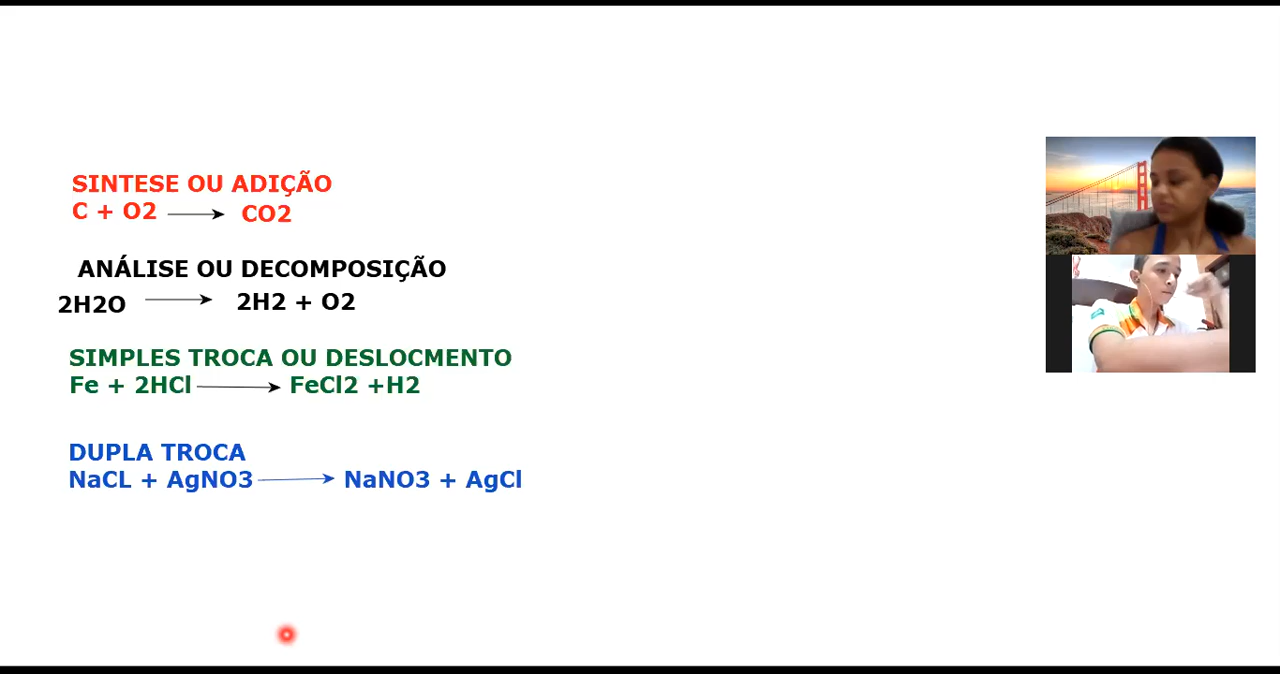 SINTESE OU ADIÇÃO
C + O2 → CO2
ANÁLISE OU DECOMPOSIÇÃO
2H2O → 2H2 + O2
SIMPLES TROCA OU DESLOCMENTO
Fe + 2HCl → FeCl2 +H2
DUPLA TROCA
NaCL + AgNO3 → NaNO3 + AgCl